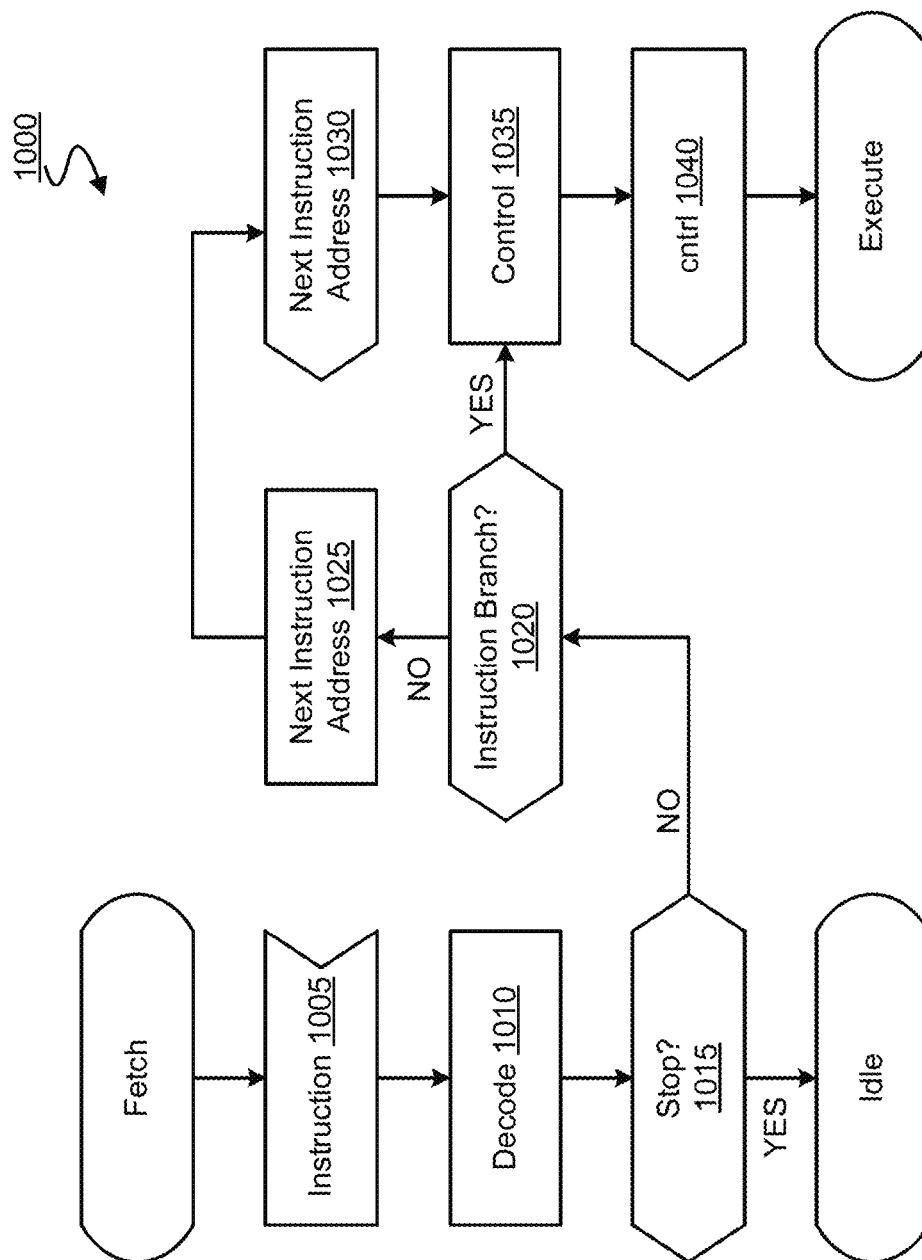 1000
Fetch
Instruction 1005
Decode 1010
Stop?
1015
YES
Idle
NO
Instruction Branch?
1020
NO
Next Instruction
Address 1025
YES
Next Instruction
Address 1030
Control 1035
cntrl 1040
Execute